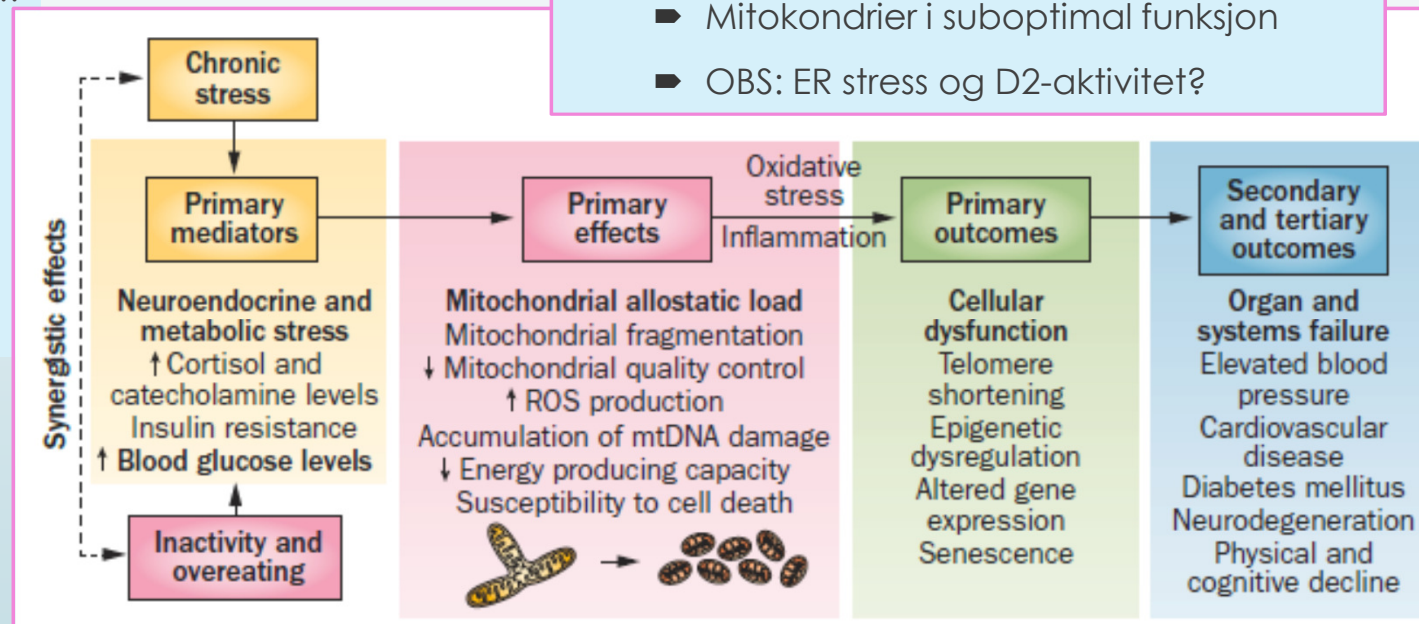 Mitokondrier i suboptimal funksjon
OBS: ER stress og D2-aktivitet?
Chronic
stress
Synergistic effects
Primary
mediators
Neuroendocrine and
metabolic stress
↑ Cortisol and
catecholamine levels
Insulin resistance
↑ Blood glucose levels
Inactivity and
overeating
Primary
effects
Mitochondrial allostatic load
Mitochondrial fragmentation
↓ Mitochondrial quality control
↑ ROS production
Accumulation of mtDNA damage
↓ Energy producing capacity
Susceptibility to cell death
Oxidative
stress
Inflammation
Primary
outcomes
Cellular
dysfunction
Telomere
shortening
Epigenetic
dysregulation
Altered gene
expression
Senescence
Secondary
and tertiary
outcomes
Organ and
systems failure
Elevated blood
pressure
Cardiovascular
disease
Diabetes mellitus
Neurodegeneration
Physical and
cognitive decline